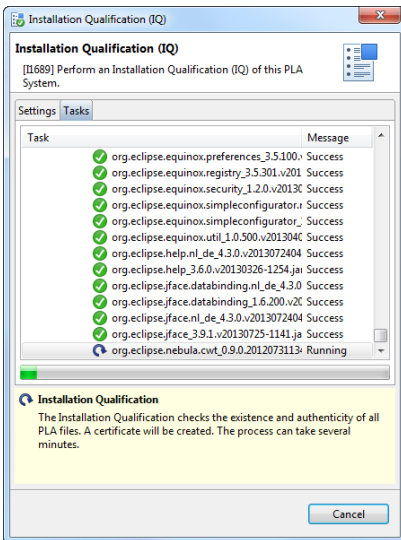 Installation Qualification (IQ)
Installation Qualification (IQ)
[I1689] Perform an Installation Qualification (IQ) of this PLA
System.
Settings Tasks
Task Message
org.eclipse.equinox.preferences_3.5.100.v Success
org.eclipse.equinox.registry_3.5.301.v201 Success
org.eclipse.equinox.security_1.2.0.v20130 Success
org.eclipse.equinox.simpleconfigurator.r Success
org.eclipse.equinox.simpleconfigurator_ Success
org.eclipse.equinox.util_1.0.500.v2013040 Success
org.eclipse.help.nl_de_4.3.0.v2013072404 Success
org.eclipse.help_3.6.0.v20130326-1254.jar Success
org.eclipse.jface.databinding.nl_de_4.3.0 Success
org.eclipse.jface.databinding_1.6.200.v20 Success
org.eclipse.jface.nl_de_4.3.0.v2013072404 Success
org.eclipse.jface_3.9.1.v20130725-1141.ja Success
org.eclipse.nebula.cwt_0.9.0.2012073113 Running
Installation Qualification
The Installation Qualification checks the existence and authenticity of all
PLA files. A certificate will be created. The process can take several
minutes.
Cancel